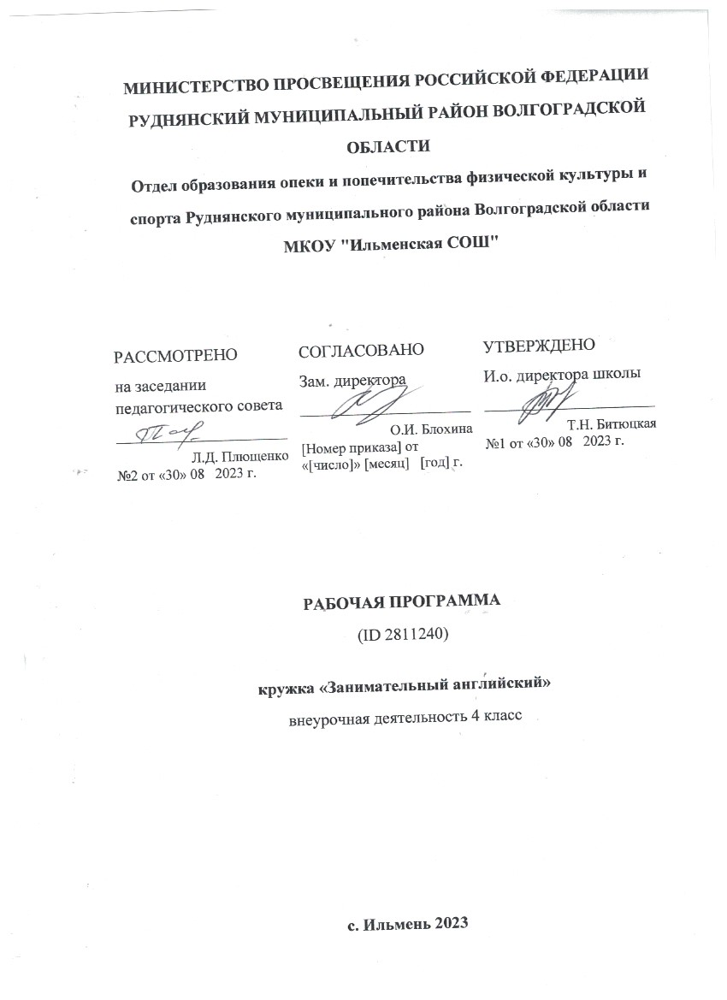 МИНИСТЕРСТВО ПРОСВЕЩЕНИЯ РОССИЙСКОЙ ФЕДЕРАЦИИ
РУДНЯНСКИЙ МУНИЦИПАЛЬНЫЙ РАЙОН ВОЛГОГРАДСКОЙ
ОБЛАСТИ
Отдел образования опеки и попечительства физической культуры и
спорта Руднянского муниципального района Волгоградской области
МКОУ "Ильменская СОШ"
РАССМОТРЕНО
на заседании
педагогического совета
Л.Д. Плющенко
№2 от «30» 08 2023 г.
СОГЛАСОВАНО
Зам. директора
О.И. Блохина
[Номер приказа] от
«[число]» [месяц] [год] г.
УТВЕРЖДЕНО
И.о. директора школы
Т.Н. Битюцкая
№1 от «30» 08 2023 г.
РАБОЧАЯ ПРОГРАММА
(ID 2811240)
кружка «Занимательный английский»
внеурочная деятельность 4 класс
с. Ильмень 2023